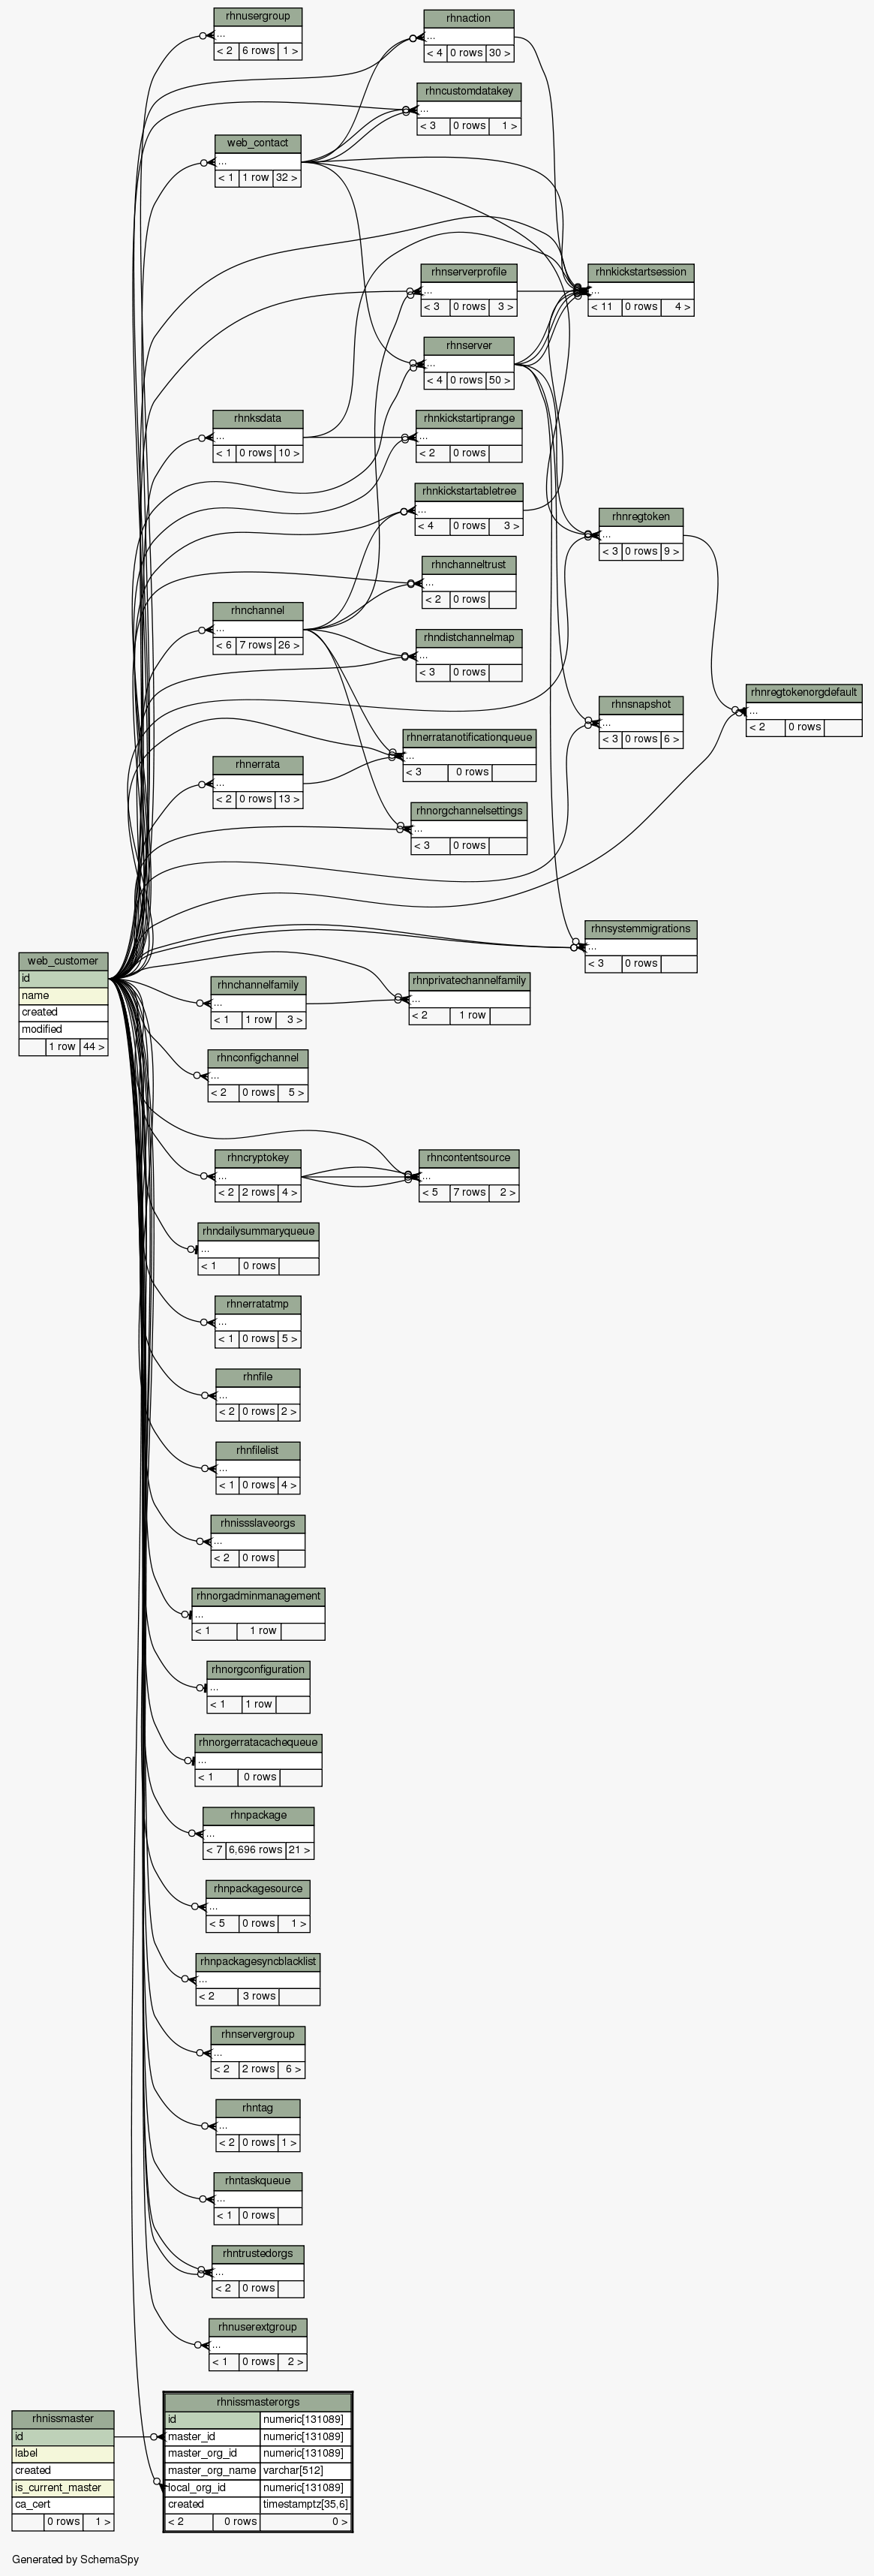 rhnusergroup
...
< 2 6 rows 1 >
rhnaction
...
< 4 0 rows 30 >
rhncustomdatakey
...
< 3 0 rows 1 >
web_contact
...
< 1 1 row 32 >
rhnserverprofile
...
< 3 0 rows 3 >
rhnkickstartsession
...
< 11 0 rows 4 >
rhnserver
...
< 4 0 rows 50 >
rhnksdata
...
< 1 0 rows 10 >
rhnkickstartiprange
...
< 2 0 rows
rhnkickstartabletree
...
< 4 0 rows 3 >
rhnregtoken
...
< 3 0 rows 9 >
rhnchanneltrust
...
< 2 0 rows
rhnchannel
...
< 6 7 rows 26 >
rhndistchannelmap
...
< 3 0 rows
rhnregtokenorgdefault
...
< 2 0 rows
rhnsnapshot
...
< 3 0 rows 6 >
rhnerratanotificationqueue
...
< 3 0 rows
rhnerrata
...
< 2 0 rows 13 >
rhnorgchannelsettings
...
< 3 0 rows
rhnsystemmigrations
...
< 3 0 rows
web_customer
id
name
created
modified
1 row 44 >
rhnchannelfamily
...
< 1 1 row 3 >
rhnprivatechannelfamily
...
< 2 1 row
rhnconfigchannel
...
< 2 0 rows 5 >
rhncryptokey
...
< 2 2 rows 4 >
rhncontentsource
...
< 5 7 rows 2 >
rhndailysummaryqueue
...
< 1 0 rows
rhnerratatmp
...
< 1 0 rows 5 >
rhnfile
...
< 2 0 rows 2 >
rhnfilelist
...
< 1 0 rows 4 >
rhnissslaveorgs
...
< 2 0 rows
rhnorgadminmanagement
...
< 1 1 row
rhnorgconfiguration
...
< 1 1 row
rhnorgerratacachequeue
...
< 1 0 rows
rhnpackage
...
< 7 6,696 rows 21 >
rhnpackagesource
...
< 5 0 rows 1 >
rhnpackagesyncblacklist
...
< 2 3 rows
rhnservergroup
...
< 2 2 rows 6 >
rhntag
...
< 2 0 rows 1 >
rhntaskqueue
...
< 1 0 rows
rhntrustedorgs
...
< 2 0 rows
rhnuserextgroup
...
< 1 0 rows 2 >
rhnissmaster
id
label
created
is_current_master
ca_cert
0 rows 1 >
rhnissmasterorgs
id numeric[131089]
master_id numeric[131089]
master_org_id numeric[131089]
master_org_name varchar[512]
local_org_id numeric[131089]
created timestamptz[35,6]
< 2 0 rows 0 >
Generated by SchemaSpy